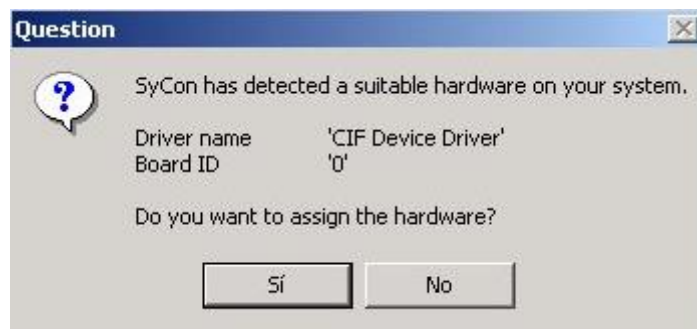 Question
SyCon has detected a suitable hardware on your system.
Driver name 'CIF Device Driver'
Board ID '0'
Do you want to assign the hardware?
Sí No